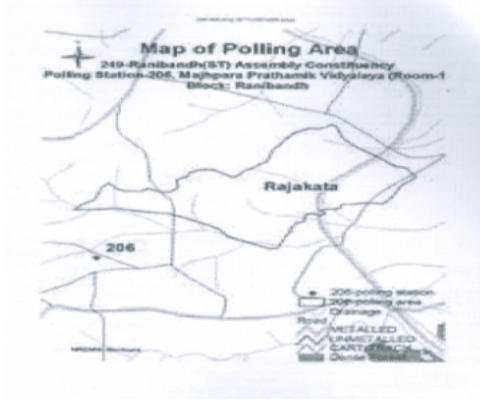 Map of Polling Area
249-Ranibandh(ST) Assembly Constituency
Polling Station-206, Majhpara Prathamik Vidyalaya (Room-1
Block: Ranibandh
Rajakata
206
206-polling station
206-polling area
Drainage
Road
METALLED
UNMETALLED
CART TRACK
Dense Forest